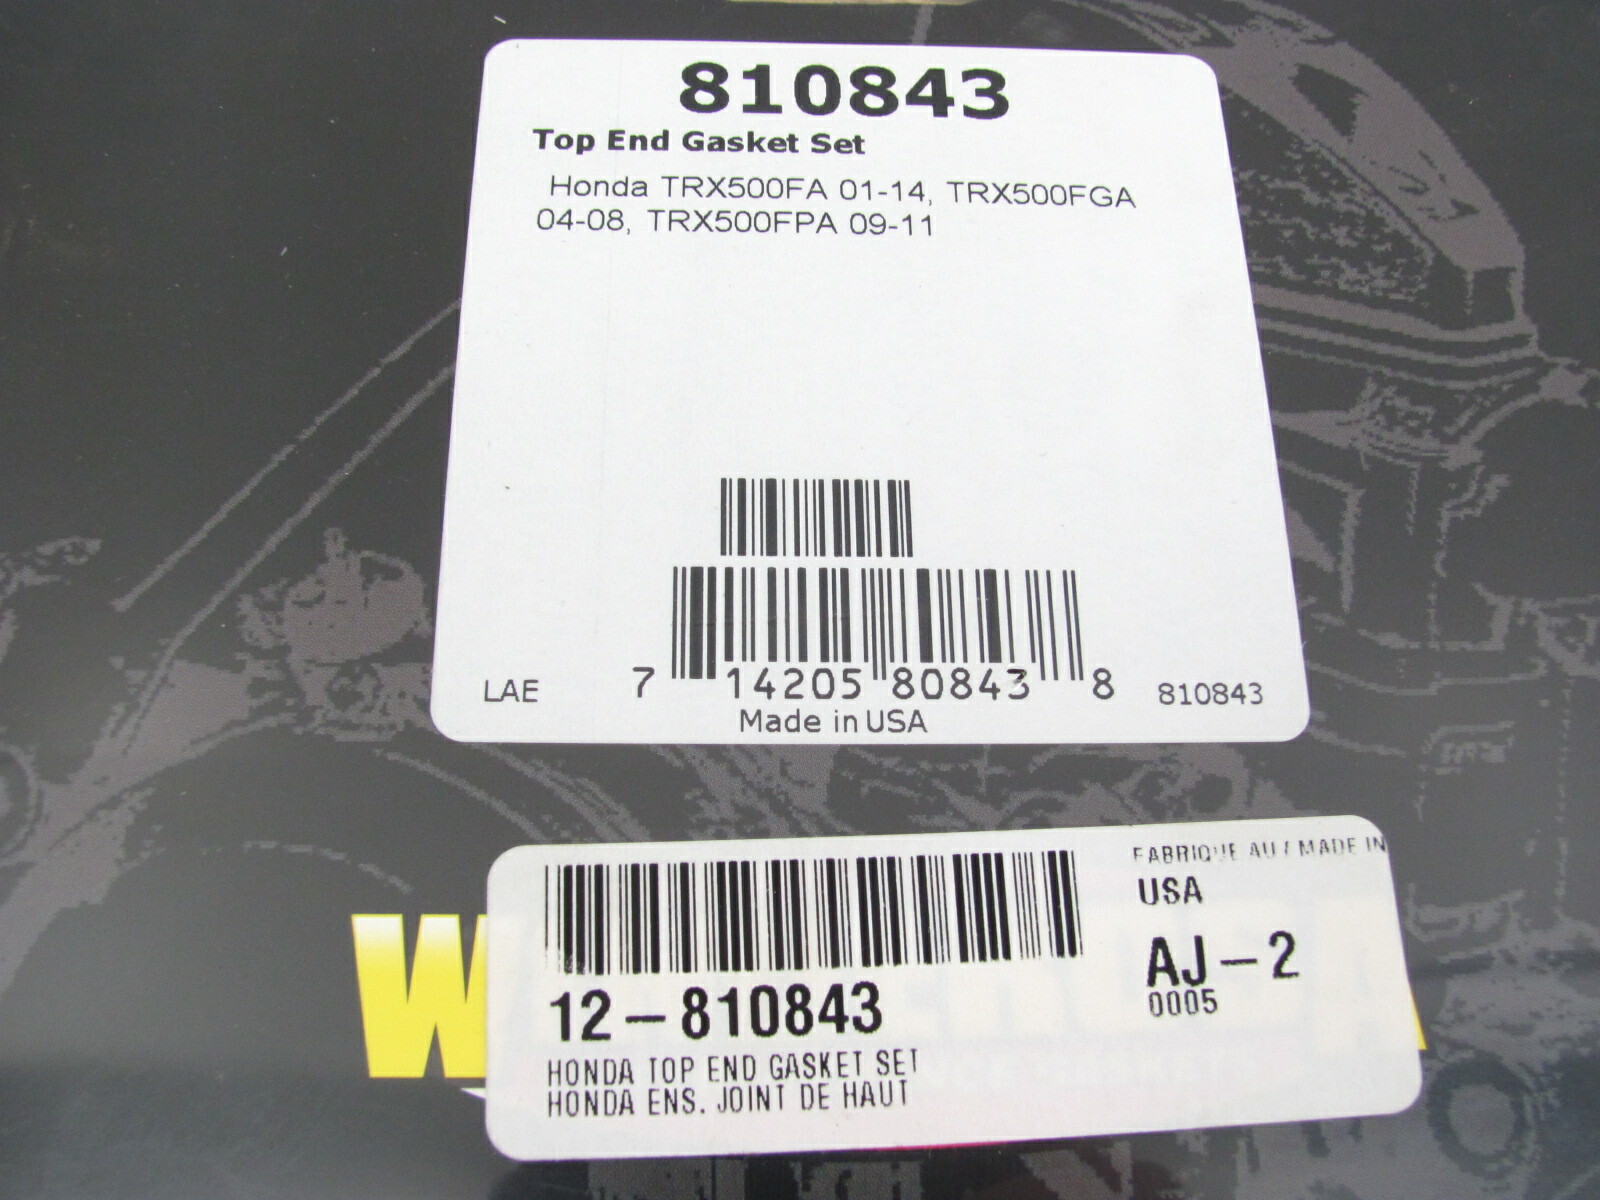 810843
Top End Gasket Set
Honda TRX500FA 01-14, TRX500FGA
04-08, TRX500FPA 09-11
7 14205 80843 8
LAE
810843
Made in USA
FABRIQUE AU / MADE IN
USA
AJ-2
0005
12-810843
HONDA TOP END GASKET SET
HONDA ENS. JOINT DE HAUT